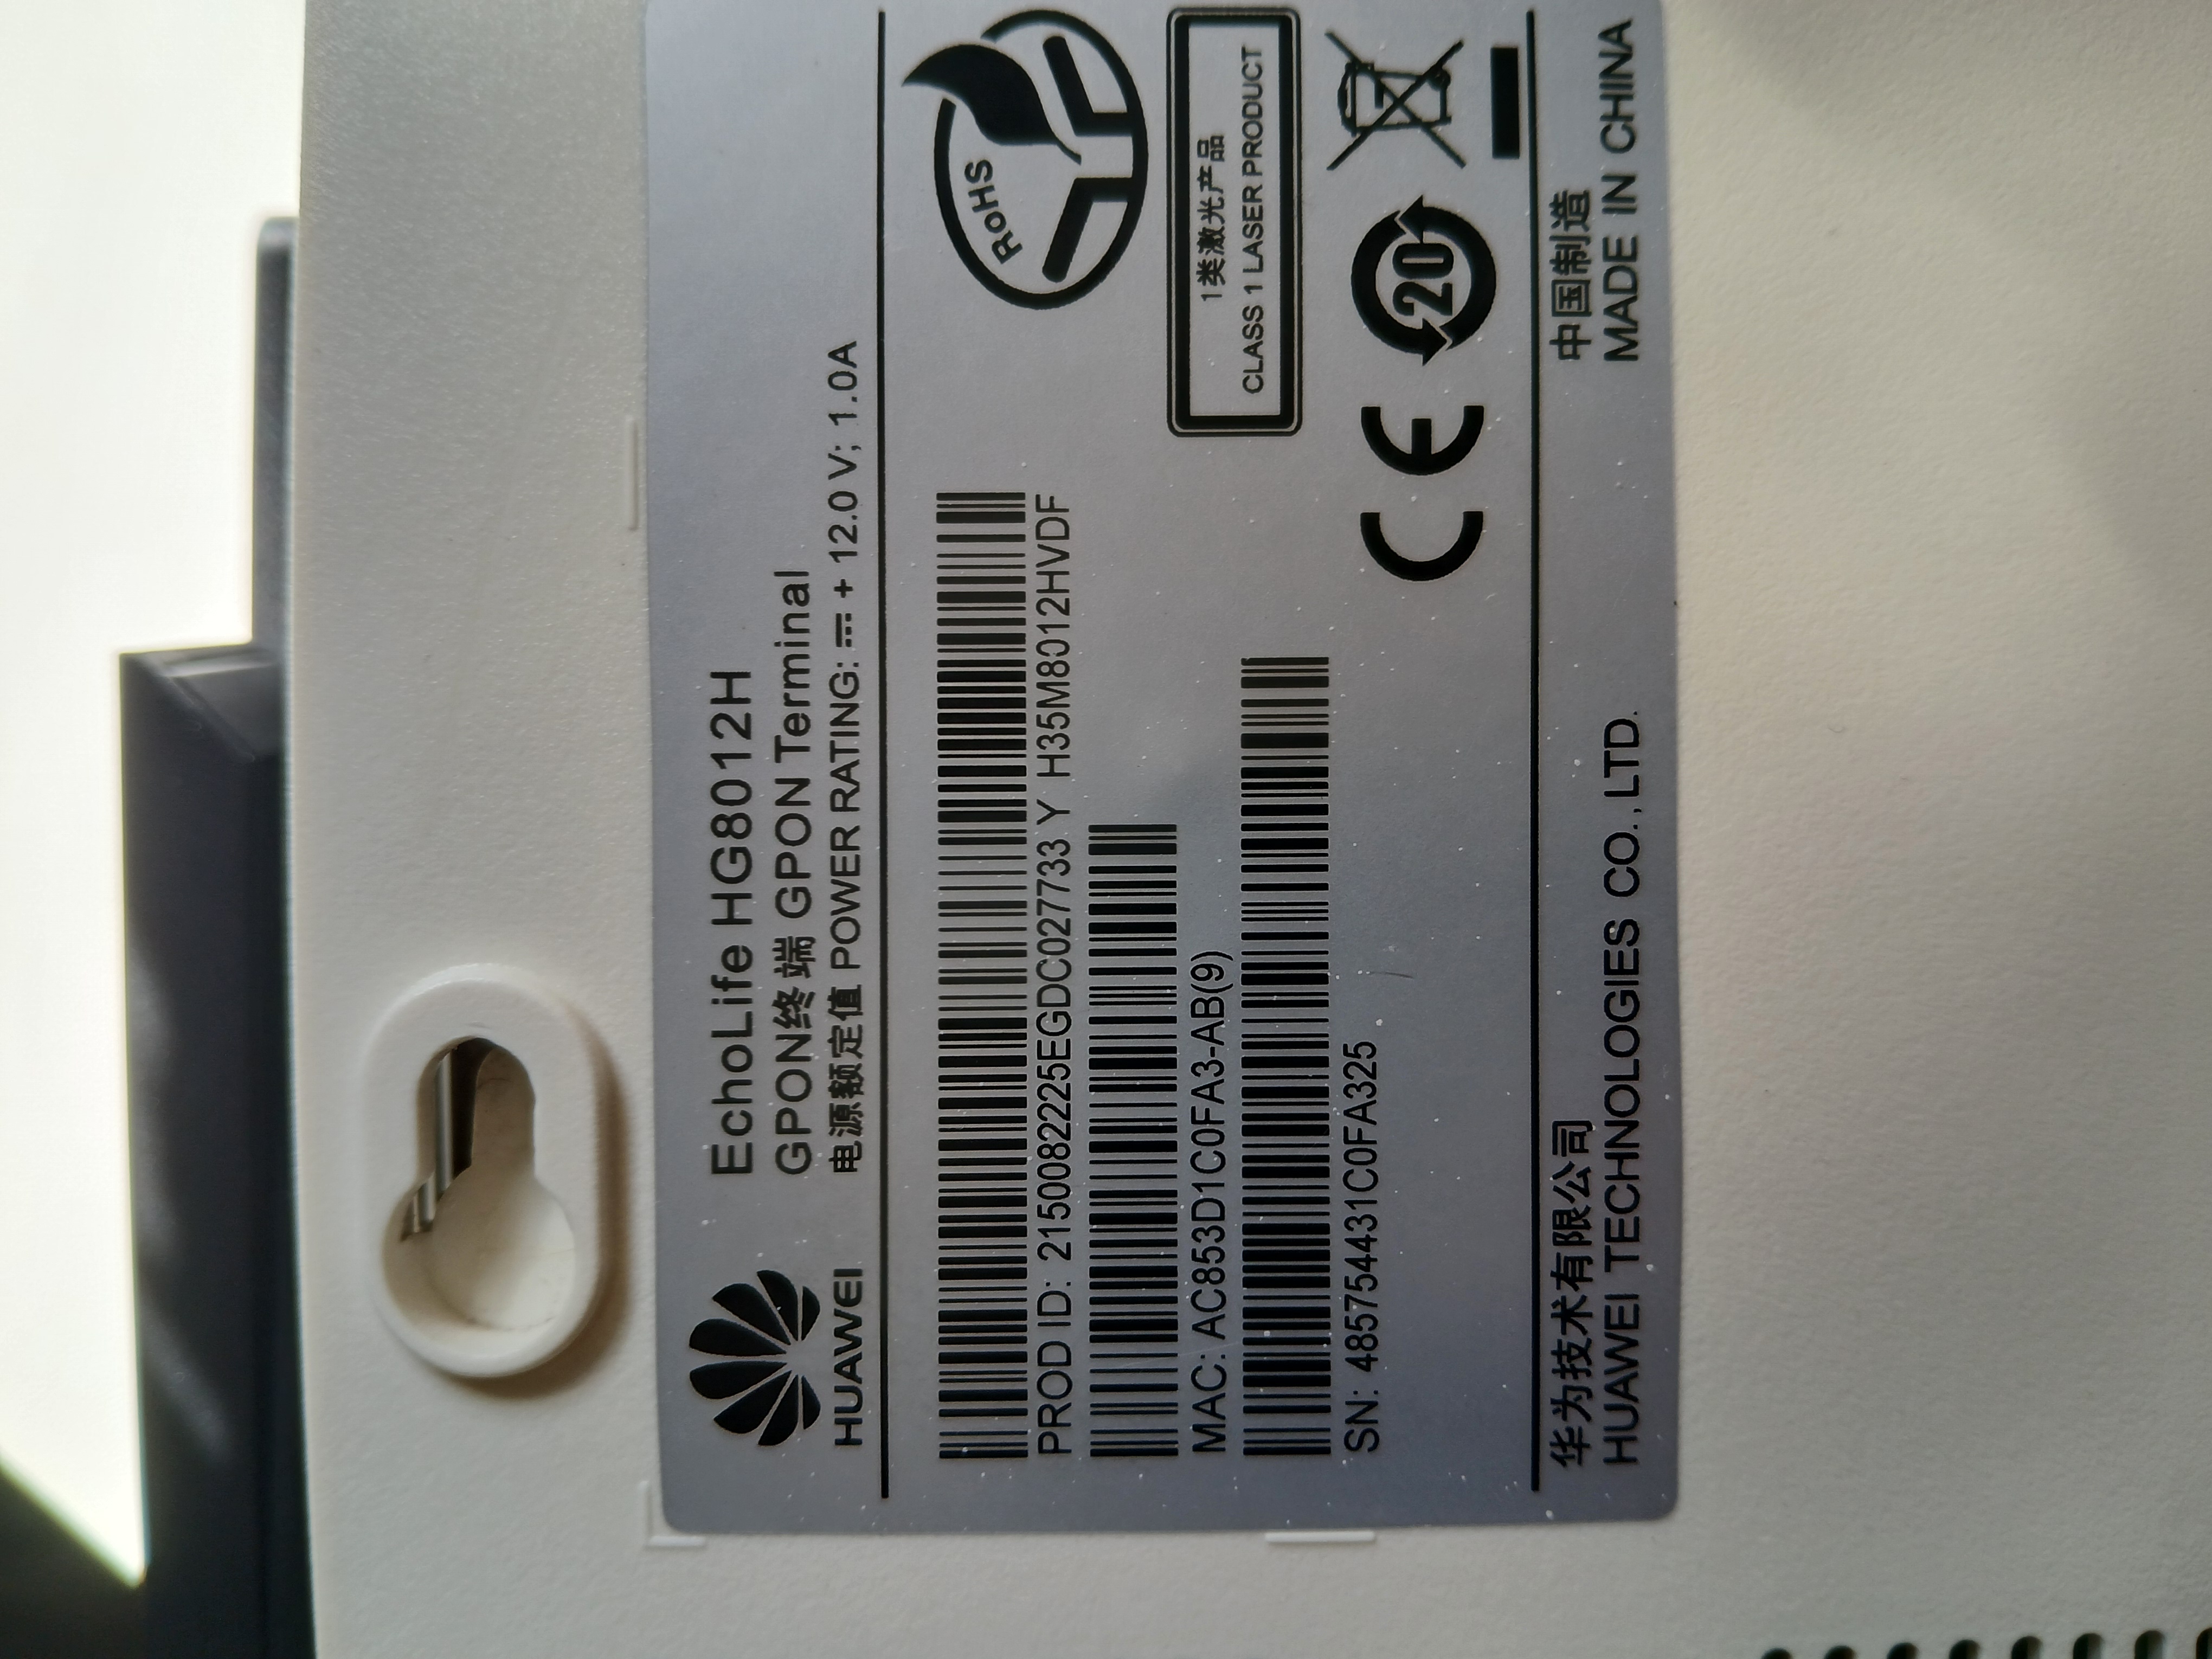 HUAWEI
EchoLife HG8012H
GPON终端 GPON Terminal
电源额定值 POWER RATING: ⎓ + 12.0 V; 1.0A
PROD ID: 2150082225EGDC027733 Y H35M8012HVDF
MAC: AC853D1C0FA3-AB(9)
SN: 485754431C0FA325
RoHS
1类激光产品
CLASS 1 LASER PRODUCT
CE
20
华为技术有限公司
中国制造
HUAWEI TECHNOLOGIES CO.,LTD.
MADE IN CHINA